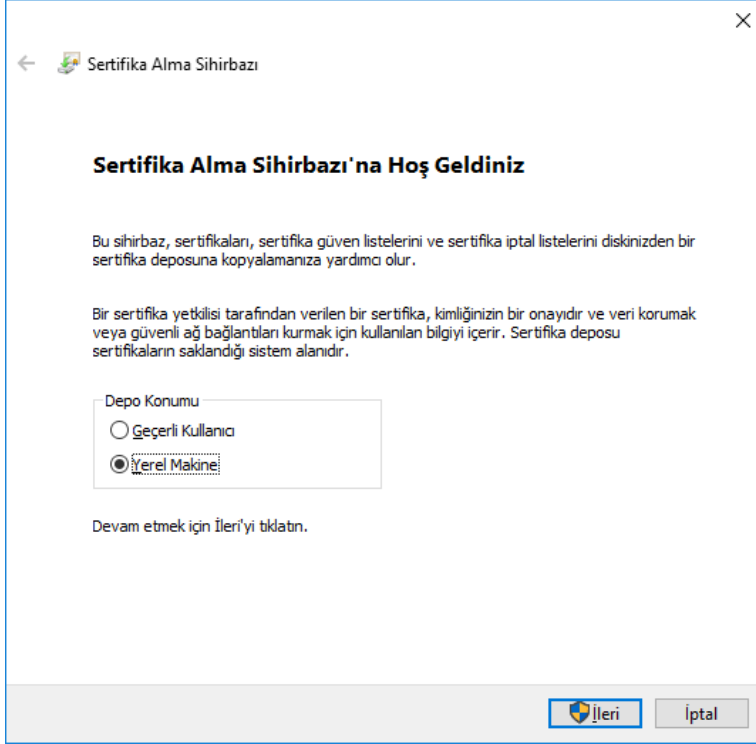 Sertifika Alma Sihirbazı
Sertifika Alma Sihirbazı'na Hoş Geldiniz
Bu sihirbaz, sertifikaları, sertifika güven listelerini ve sertifika iptal listelerini diskinizden bir
sertifika deposuna kopyalamanıza yardımcı olur.
Bir sertifika yetkilisi tarafından verilen bir sertifika, kimliğinizin bir onayıdır ve veri korumak
veya güvenli ağ bağlantıları kurmak için kullanılan bilgiyi içerir. Sertifika deposu
sertifikaların saklandığı sistem alanıdır.
Depo Konumu
Geçerli Kullanıcı
Yerel Makine
Devam etmek için İleri'yi tıklatın.
İleri
İptal